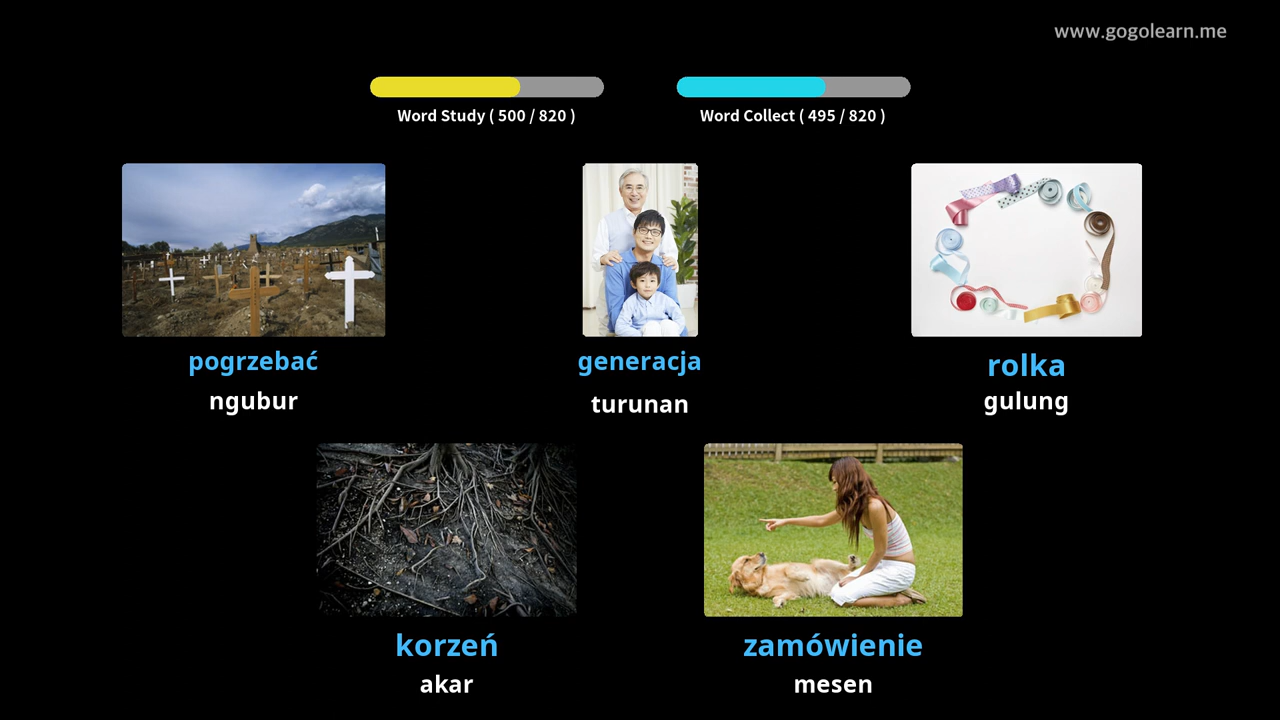 www.gogolearn.me
Word Study ( 500 / 820 )
Word Collect ( 495 / 820 )
pogrzebać
ngubur
generacja
turunan
rolka
gulung
korzeń
akar
zamówienie
mesen